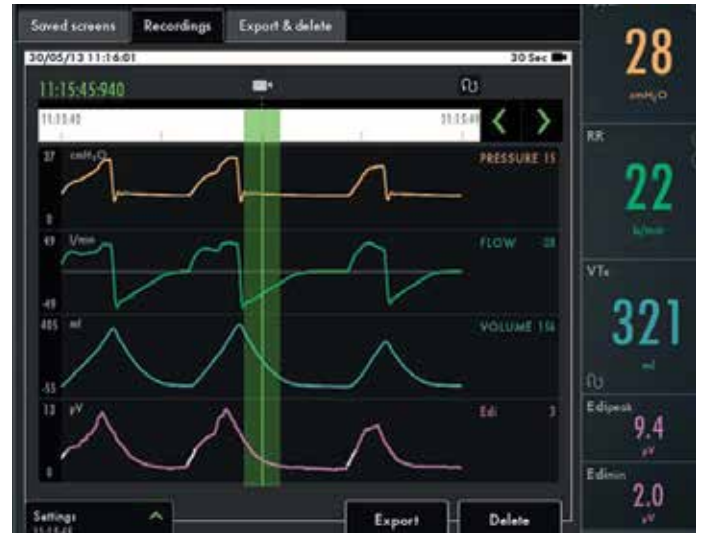 Saved screens
Recordings
Export & delete
30/05/13 11:16:01
30 Sec
11:15:45:940
11:15:40
37
cmH₂O
PRESSURE 15
0
49
l/min
FLOW
-49
405
ml
VOLUME 156
-55
13
μV
Edi 3
0
Settings
Export
Delete
28
cmH₂O
RR
22
b/min
VTe
321
ml
Edipeak
9.4
μV
Edimin
2.0
μV